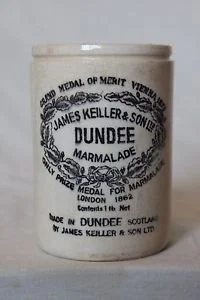 GRAND MEDAL OF MERIT VIENNA 1873
JAMES KEILLER & SON LD
DUNDEE
MARMALADE
ONLY PRIZE MEDAL FOR MARMALADE
LONDON 1862
Contents 1 lb Net
MADE IN DUNDEE SCOTLAND
BY JAMES KEILLER & SON LTD.